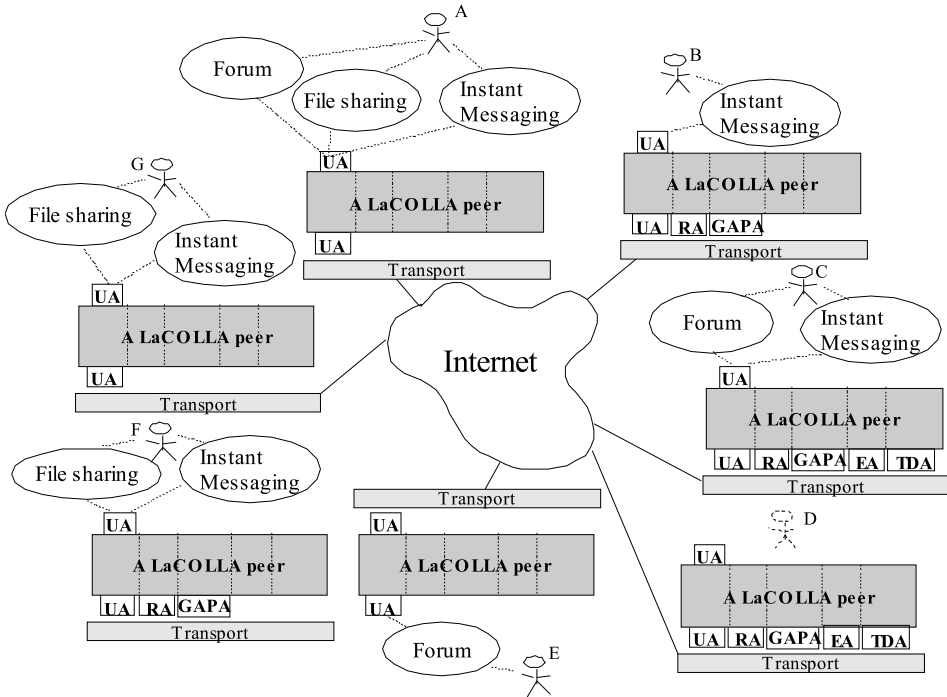 A
Forum
File sharing
Instant
Messaging
UA
A LaCOLLA peer
UA
Transport
B
Instant
Messaging
UA
A LaCOLLA peer
UA RA GAPA
Transport
G
File sharing
Instant
Messaging
UA
A LaCOLLA peer
UA
Transport
Internet
C
Forum
Instant
Messaging
UA
A LaCOLLA peer
UA RA GAPA EA TDA
Transport
F
File sharing
Instant
Messaging
UA
A LaCOLLA peer
UA RA GAPA
Transport
Transport
UA
A LaCOLLA peer
UA
Forum
E
D
UA
A LaCOLLA peer
UA RA GAPA EA TDA
Transport